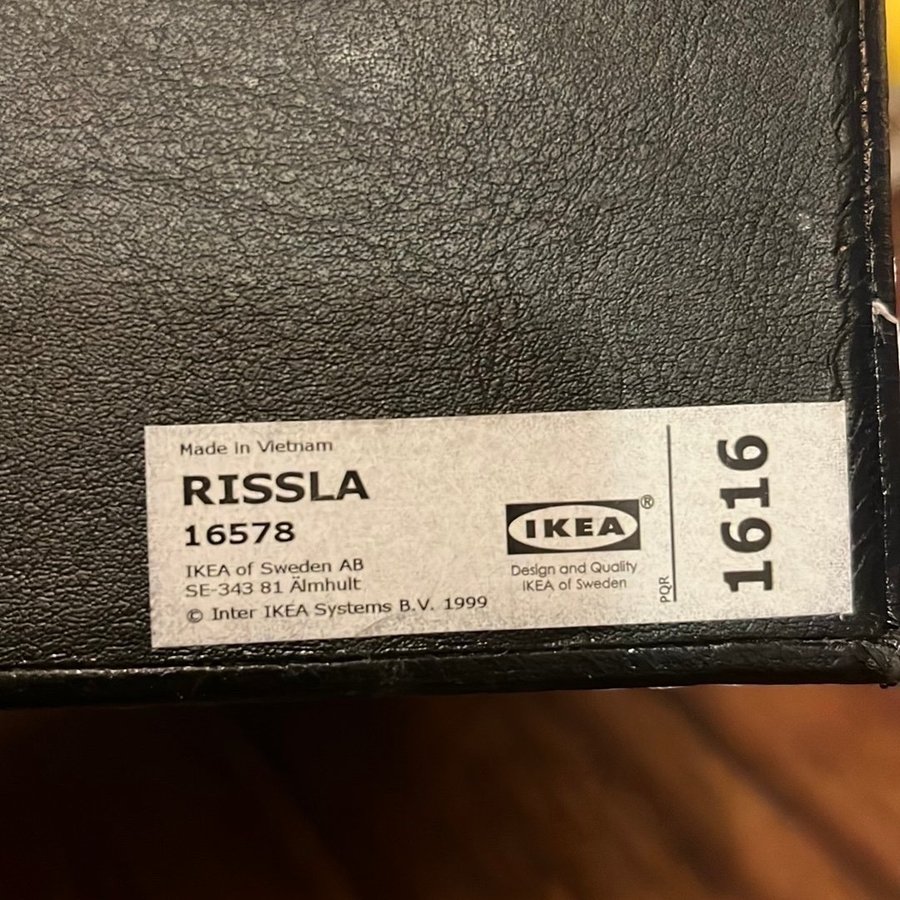 Made in Vietnam
RISSLA
16578
IKEA of Sweden AB
SE-343 81 Älmhult
© Inter IKEA Systems B.V. 1999
IKEA®
Design and Quality
IKEA of Sweden
PQR
1616